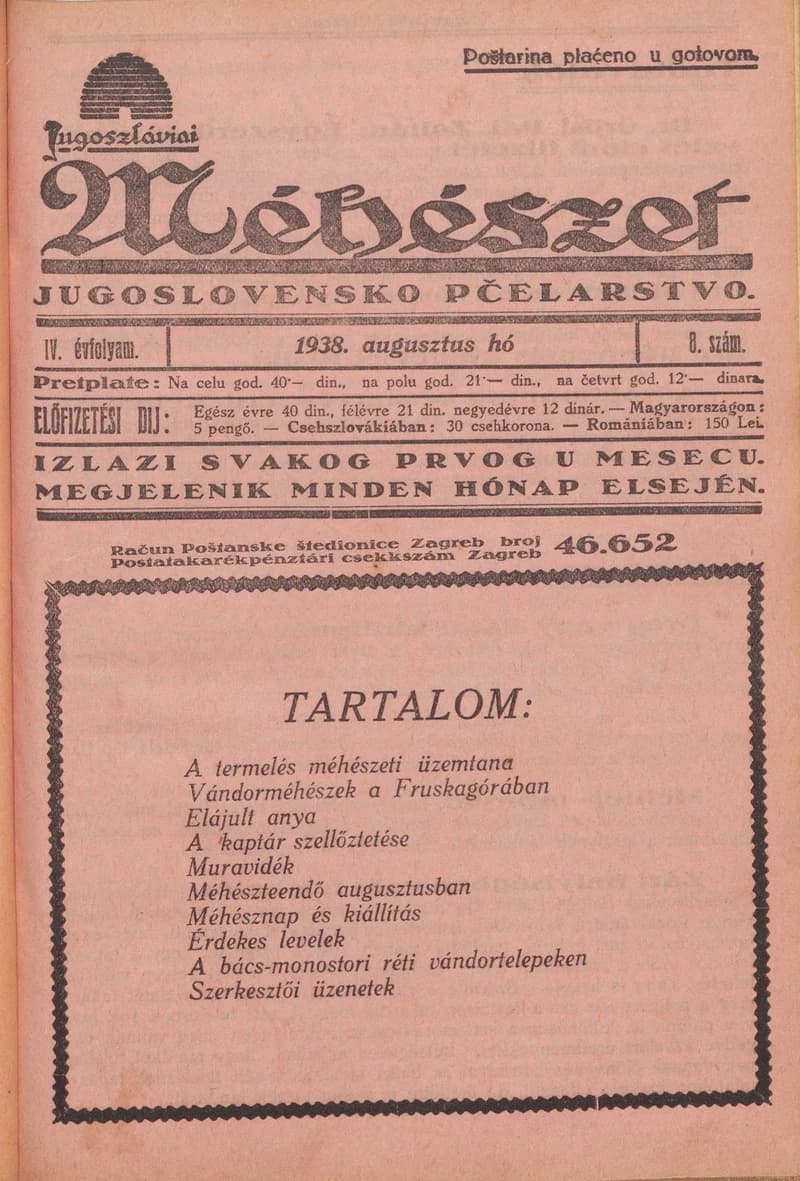 Poštarina plaćeno u gotovom.
Jugoszláviai
Méhészet
JUGOSLOVENSKO PČELARSTVO.
IV. évfolyam.
1938. augusztus hó
8. szám.
Pretplate: Na celu god. 40·— din., na polu god. 21·— din., na četvrt god. 12·— dinara.
ELŐFIZETÉSI DIJ:
Egész évre 40 din., félévre 21 din. negyedévre 12 dinár. — Magyarországon:
5 pengő. — Csehszlovákiában: 30 csehkorona. — Romániában: 150 Lei.
IZLAZI SVAKOG PRVOG U MESECU.
MEGJELENIK MINDEN HÓNAP ELSEJÉN.
Račun Poštanske štedionice Zagreb broj
Postatakarékpénztári csekkszám Zagreb
46.652
TARTALOM:
A termelés méhészeti üzemtana
Vándorméhészek a Fruskagórában
Elájult anya
A kaptár szellőztetése
Muravidék
Méhészteendő augusztusban
Méhésznap és kiállítás
Érdekes levelek
A bács-monostori réti vándortelepeken
Szerkesztői üzenetek